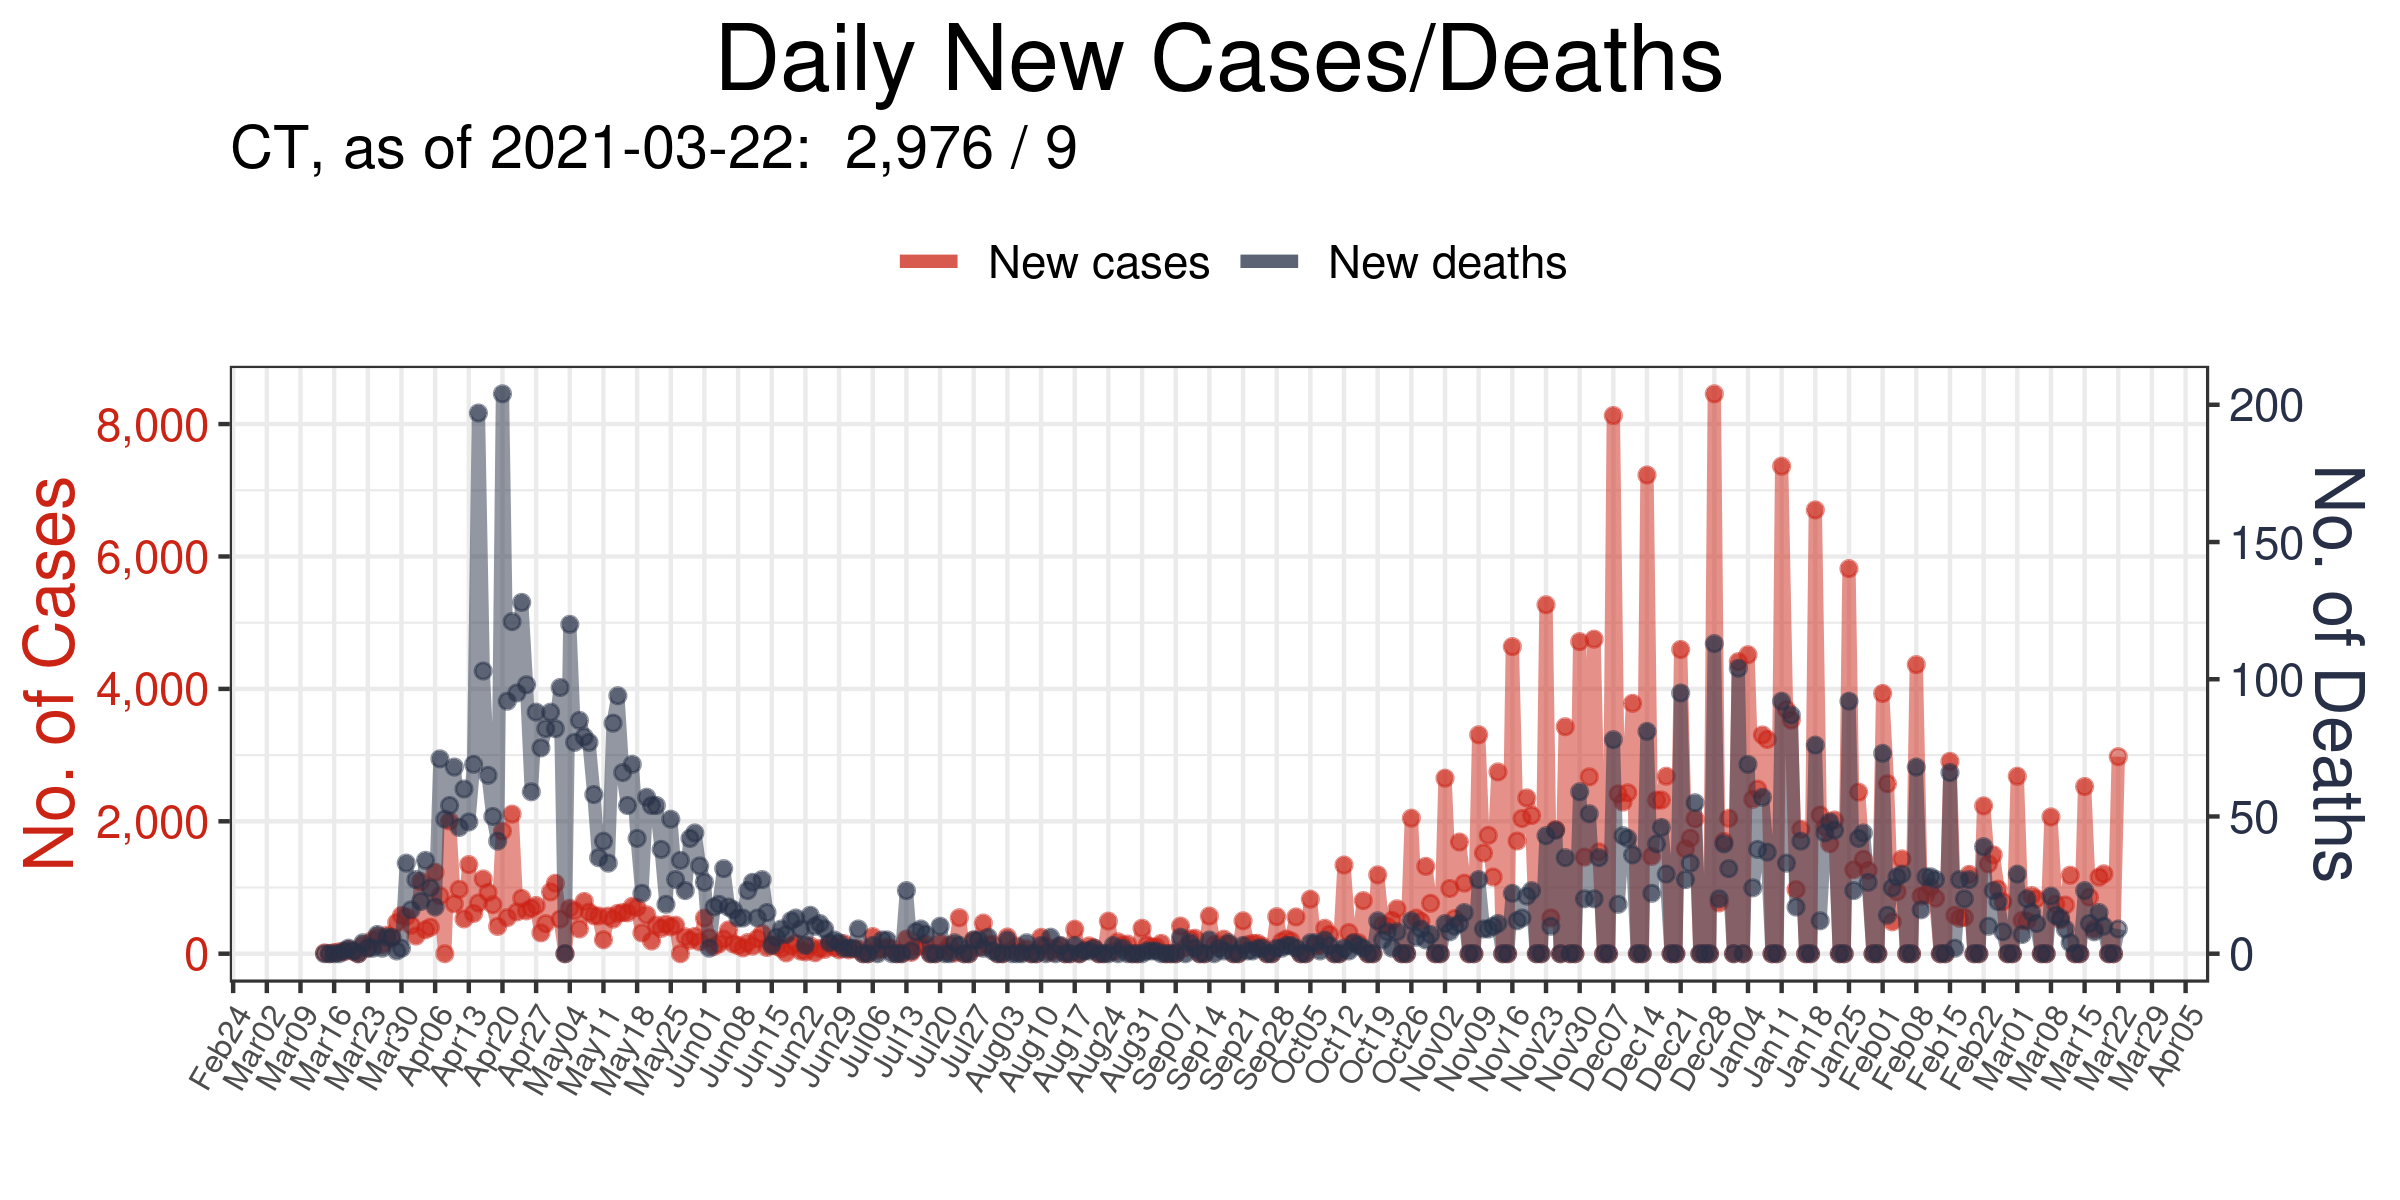 Daily New Cases/Deaths
CT, as of 2021-03-22:  2,976 / 9
New cases
New deaths
No. of Cases
8,000
6,000
4,000
2,000
0
No. of Deaths
200
150
100
50
0
Feb24
Mar02
Mar09
Mar16
Mar23
Mar30
Apr06
Apr13
Apr20
Apr27
May04
May11
May18
May25
Jun01
Jun08
Jun15
Jun22
Jun29
Jul06
Jul13
Jul20
Jul27
Aug03
Aug10
Aug17
Aug24
Aug31
Sep07
Sep14
Sep21
Sep28
Oct05
Oct12
Oct19
Oct26
Nov02
Nov09
Nov16
Nov23
Nov30
Dec07
Dec14
Dec21
Dec28
Dec04
Jan11
Jan18
Jan25
Feb01
Feb08
Feb15
Feb22
Mar01
Mar08
Mar15
Mar22
Mar29
Apr05